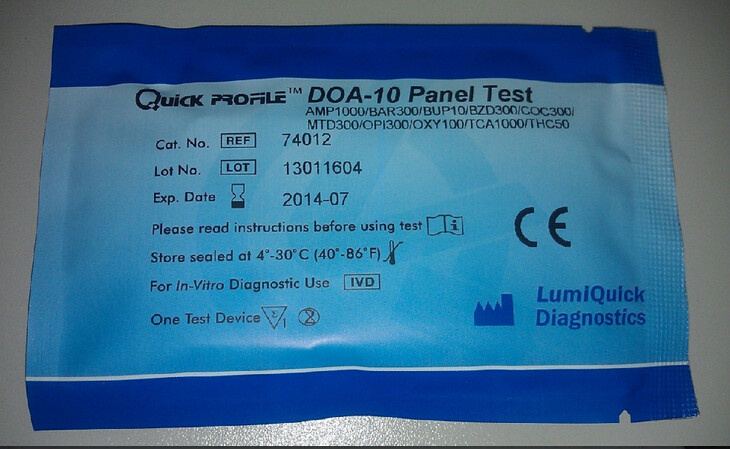 QUICK PROFILE™ DOA-10 Panel Test
AMP1000/BAR300/BUP10/BZD300/COC300/
MTD300/OPI300/OXY100/TCA1000/THC50
Cat. No. REF 74012
Lot No. LOT 13011604
Exp. Date 2014-07
Please read instructions before using test i
Store sealed at 4°-30°C (40°-86°F)
For In-Vitro Diagnostic Use IVD
One Test Device Σ 1 2
CE
LumiQuick
Diagnostics